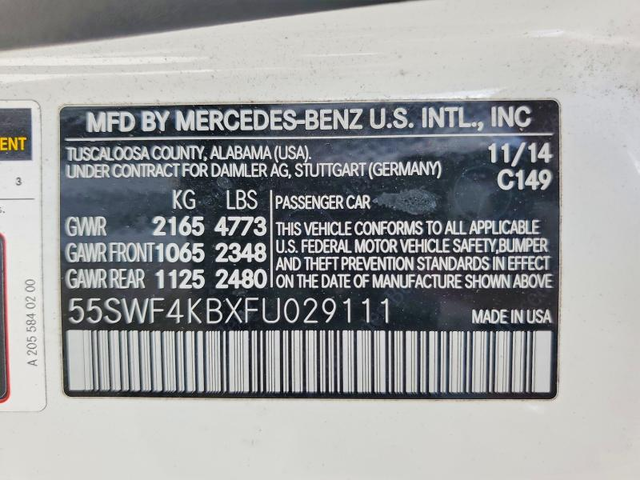 MFD BY MERCEDES-BENZ U.S. INTL., INC
TUSCALOOSA COUNTY, ALABAMA (USA). 11/14
UNDER CONTRACT FOR DAIMLER AG, STUTTGART (GERMANY) C149
KG LBS
GVWR 2165 4773
GAWR FRONT 1065 2348
GAWR REAR 1125 2480
PASSENGER CAR
THIS VEHICLE CONFORMS TO ALL APPLICABLE
U.S. FEDERAL MOTOR VEHICLE SAFETY, BUMPER
AND THEFT PREVENTION STANDARDS IN EFFECT
ON THE DATE OF MANUFACTURE SHOWN ABOVE.
55SWF4KBXFU029111 MADE IN USA
3
A 205 584 02 00